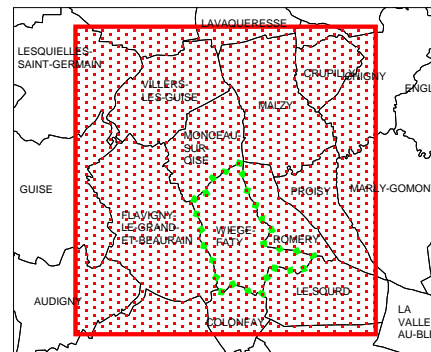 LAVAQUERESSE
LESQUIELLES-
SAINT-GERMAIN
VILLERS-
LES-GUISE
CRUPILLY
CHIGNY
ENGL
MALZY
MONCEAU-
SUR-
OISE
GUISE
PROISY
MARLY-GOMON
FLAVIGNY-
LE-GRAND-
ET-BEAURAIN
WIEGE-
FATY
ROMERY
LE SOURD
AUDIGNY
COLONFAY
LA
VALLE
AU-BLE